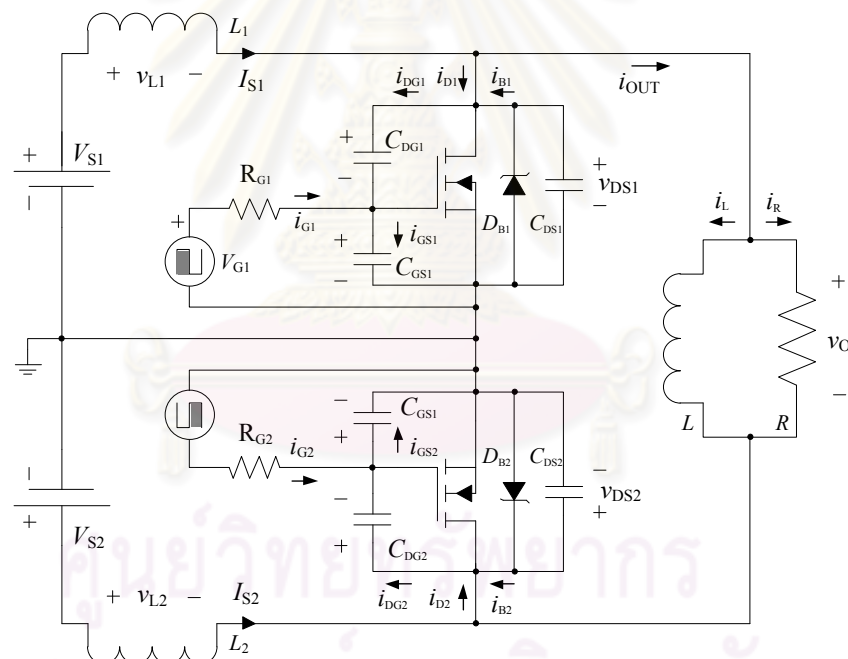 L1
+ vL1 −
IS1
iDG1 iD1 iB1
iOUT
+
VS1
−
RG1
iG1
+
CDG1
−
+
vDS1
−
DB1
CDS1
+
VG1
iGS1
+
CGS1
−
iL iR
+
vO
−
L R
−
CGS1
+
RG2
iG2
iGS2
DB2
CDS2
−
vDS2
+
−
VS2
+
−
CDG2
+
ศูนย์วิทยทรัพยากร
+ vL2 −
IS2
iDG2 iD2 iB2
L2